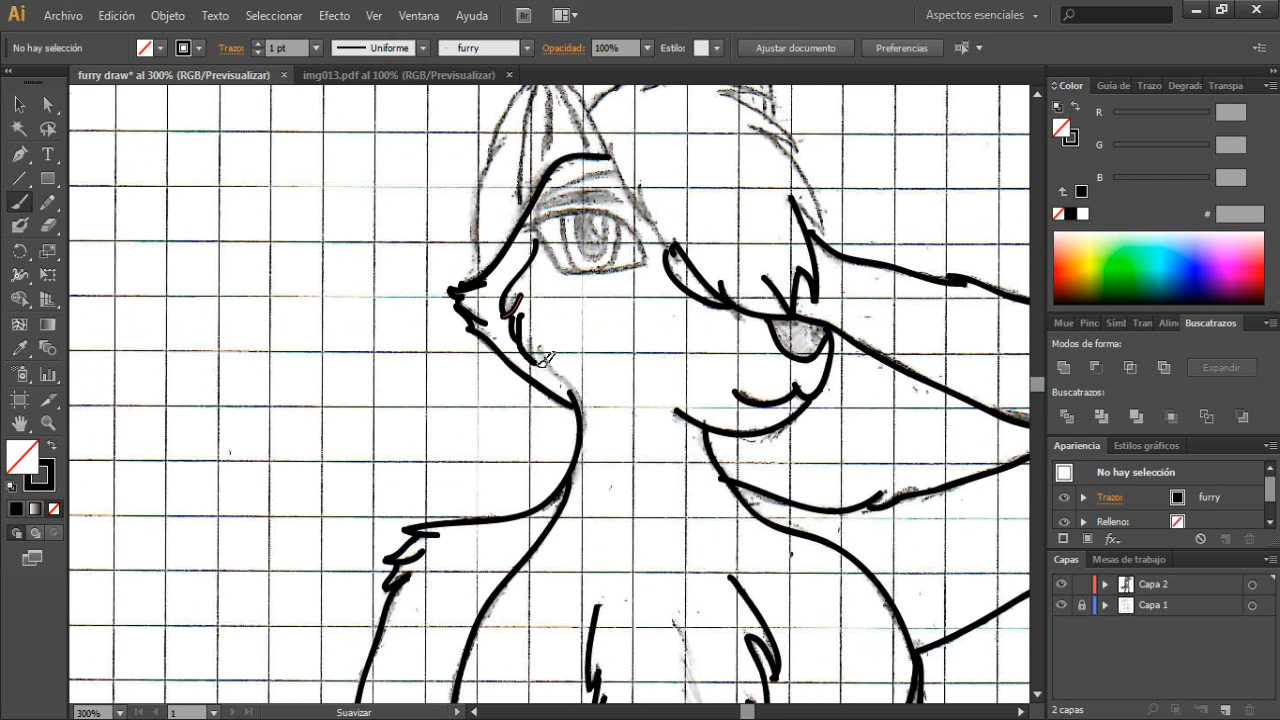 Ai Archivo Edición Objeto Texto Seleccionar Efecto Ver Ventana Ayuda Br Aspectos esenciales
No hay selección Trazo: 1 pt Uniforme furry Opacidad: 100% Estilo: Ajustar documento Preferencias
furry draw* al 300% (RGB/Previsualizar) × img013.pdf al 100% (RGB/Previsualizar) ×
Color Guía de Trazo Degrada Transpa
R
G
B
#
Mue Pinc Símt Tran Aline Buscatrazos
Modos de forma:
Expandir
Buscatrazos:
Apariencia Estilos gráficos
No hay selección
Trazo: furry
Relleno:
fx
Capas Mesas de trabajo
Capa 2
Capa 1
2 capas
300% 1 Suavizar